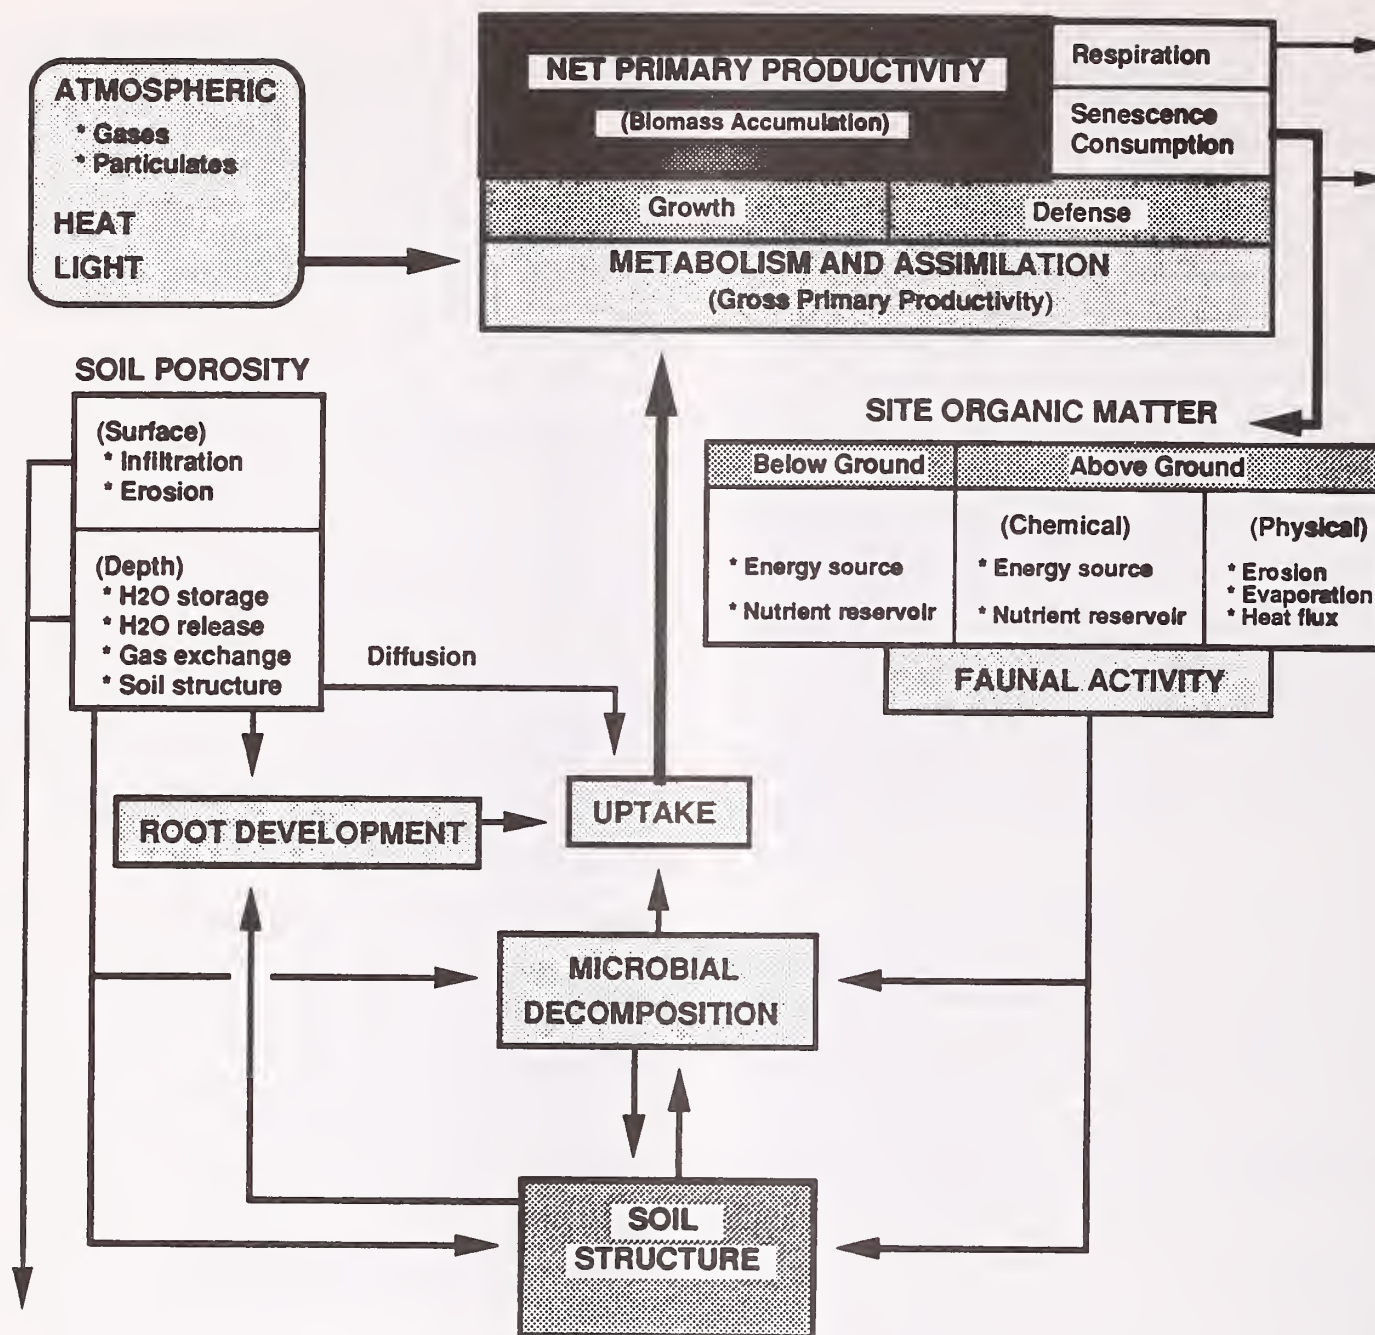 ATMOSPHERIC
* Gases
* Particulates
HEAT
LIGHT
NET PRIMARY PRODUCTIVITY
(Biomass Accumulation)
Respiration
Senescence
Consumption
Growth
Defense
METABOLISM AND ASSIMILATION
(Gross Primary Productivity)
SOIL POROSITY
(Surface)
* Infiltration
* Erosion
(Depth)
* H2O storage
* H2O release
* Gas exchange
* Soil structure
Diffusion
SITE ORGANIC MATTER
Below Ground
Above Ground
* Energy source
* Nutrient reservoir
(Chemical)
* Energy source
* Nutrient reservoir
(Physical)
* Erosion
* Evaporation
* Heat flux
FAUNAL ACTIVITY
ROOT DEVELOPMENT
UPTAKE
MICROBIAL
DECOMPOSITION
SOIL
STRUCTURE